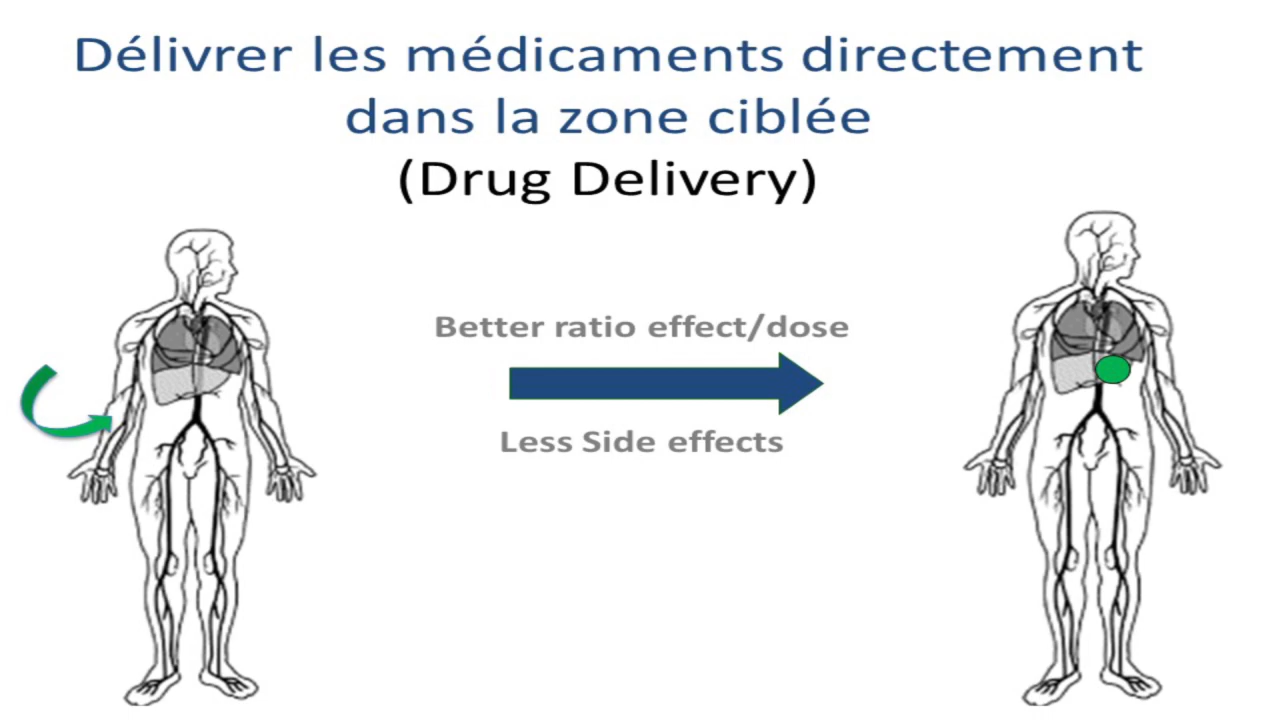 Délivrer les médicaments directement
dans la zone ciblée
(Drug Delivery)
Better ratio effect/dose
Less Side effects